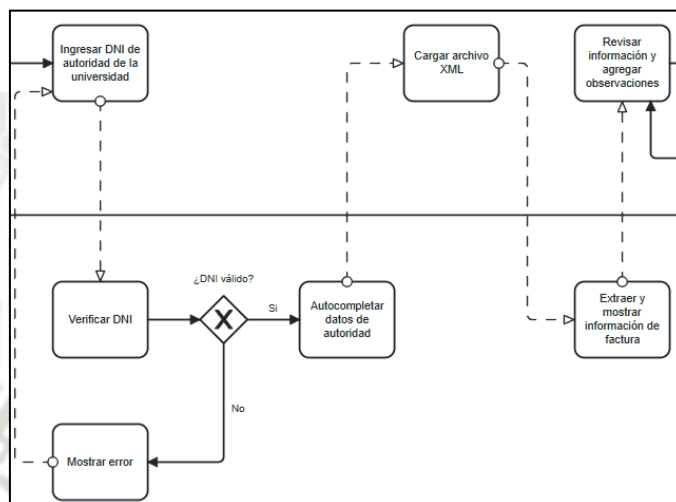 Ingresar DNI de
autoridad de la
universidad
Cargar archivo
XML
Revisar
información y
agregar
observaciones
Verificar DNI
¿DNI válido?
Si
Autocompletar
datos de
autoridad
Extraer y
mostrar
información de
factura
No
Mostrar error